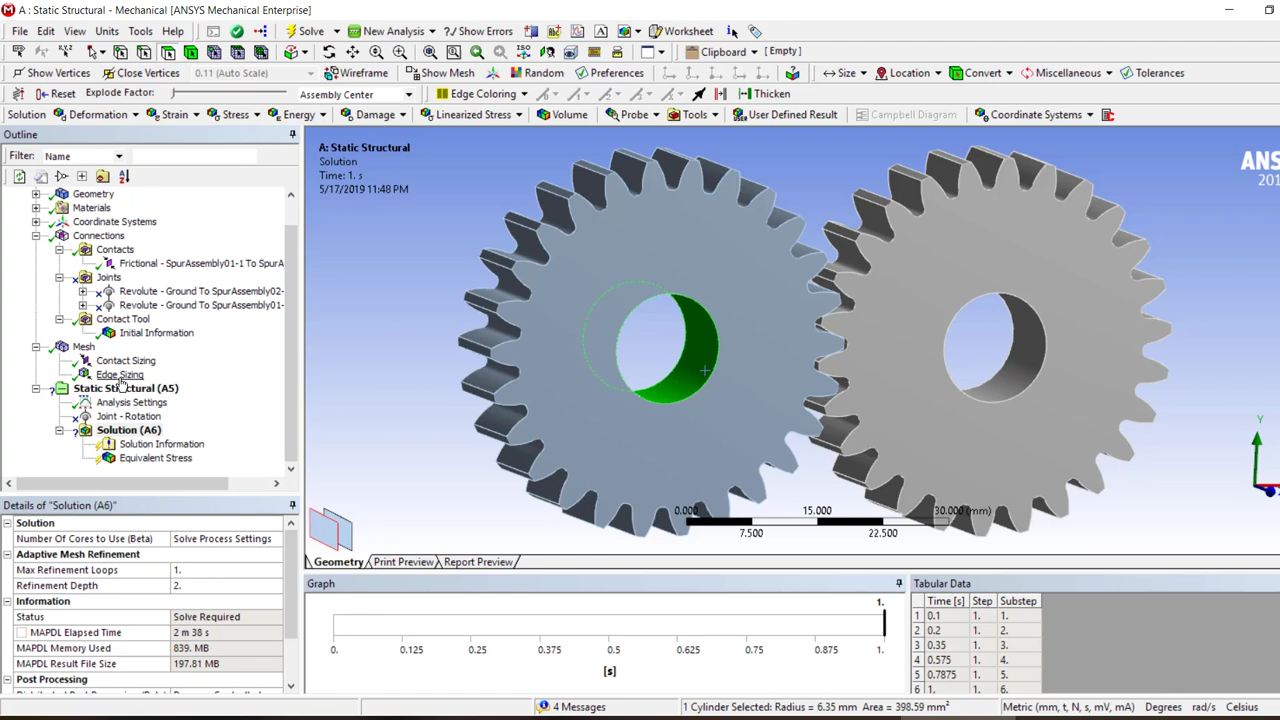 A : Static Structural - Mechanical [ANSYS Mechanical Enterprise]
File Edit View Units Tools Help Solve New Analysis Show Errors Worksheet
Clipboard [Empty]
Show Vertices Close Vertices 0.11 (Auto Scale) Wireframe Show Mesh Random Preferences Size Location Convert Miscellaneous Tolerances
Reset Explode Factor: Assembly Center Edge Coloring Thicken
Solution Deformation Strain Stress Energy Damage Linearized Stress Volume Probe Tools User Defined Result Campbell Diagram Coordinate Systems
Outline
Filter: Name
Geometry
Materials
Coordinate Systems
Connections
Contacts
Frictional - SpurAssembly01-1 To SpurA
Joints
Revolute - Ground To SpurAssembly02-
Revolute - Ground To SpurAssembly01-
Contact Tool
Initial Information
Mesh
Contact Sizing
Edge Sizing
Static Structural (A5)
Analysis Settings
Joint - Rotation
Solution (A6)
Solution Information
Equivalent Stress
A: Static Structural
Solution
Time: 1. s
5/17/2019 11:48 PM
ANS
201
Y
0.000 15.000 30.000 (mm)
7.500 22.500
Geometry Print Preview Report Preview
Details of "Solution (A6)"
Solution
Number Of Cores to Use (Beta) Solve Process Settings
Adaptive Mesh Refinement
Max Refinement Loops 1.
Refinement Depth 2.
Information
Status Solve Required
MAPDL Elapsed Time 2 m 38 s
MAPDL Memory Used 839. MB
MAPDL Result File Size 197.81 MB
Post Processing
Graph
1.
0. 0.125 0.25 0.375 0.5 0.625 0.75 0.875 1.
[s]
Tabular Data
Time [s] Step Substep
1 0.1 1. 1.
2 0.2 1. 2.
3 0.35 1. 3.
4 0.575 1. 4.
5 0.7875 1. 5.
6 1. 1. 6.
4 Messages 1 Cylinder Selected: Radius = 6.35 mm Area = 398.59 mm² Metric (mm, t, N, s, mV, mA) Degrees rad/s Celsius